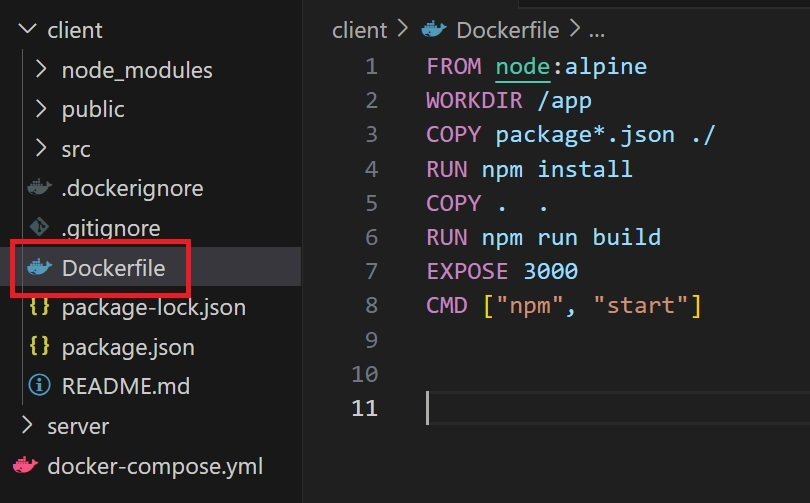 client
node_modules
public
src
.dockerignore
.gitignore
Dockerfile
package-lock.json
package.json
README.md
server
docker-compose.yml
client > Dockerfile > ...
1 FROM node:alpine
2 WORKDIR /app
3 COPY package*.json ./
4 RUN npm install
5 COPY . .
6 RUN npm run build
7 EXPOSE 3000
8 CMD ["npm", "start"]
9
10
11